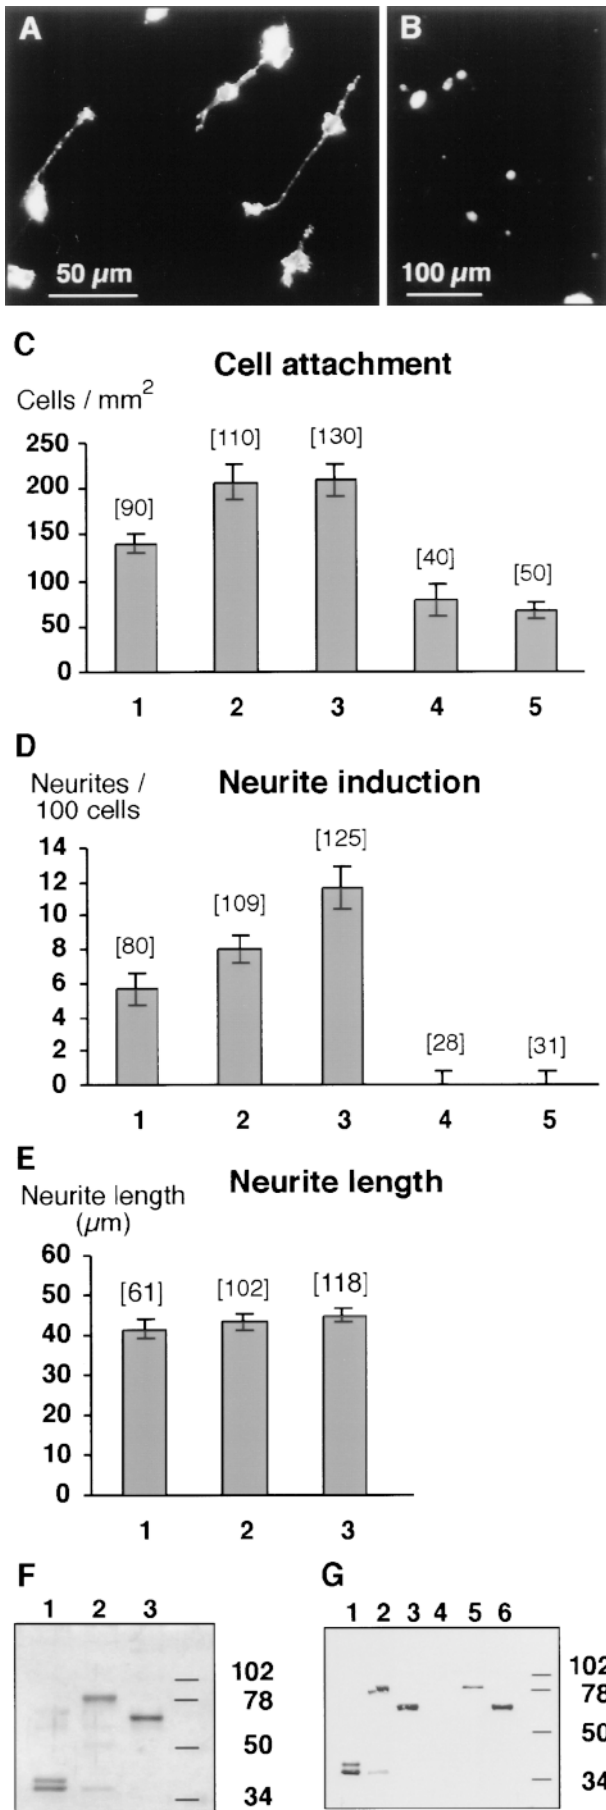 A
B
50 µm
100 µm
C
Cell attachment
Cells / mm2
250
200
150
100
50
0
[90]
[110]
[130]
[40]
[50]
1 2 3 4 5
D
Neurite induction
Neurites /
100 cells
14
12
10
8
6
4
2
0
[80]
[109]
[125]
[28]
[31]
1 2 3 4 5
E
Neurite length
Neurite length
(µm)
60
50
40
30
20
10
0
[61]
[102]
[118]
1 2 3
F
1 2 3
102
78
50
34
G
1 2 3 4 5 6
102
78
50
34